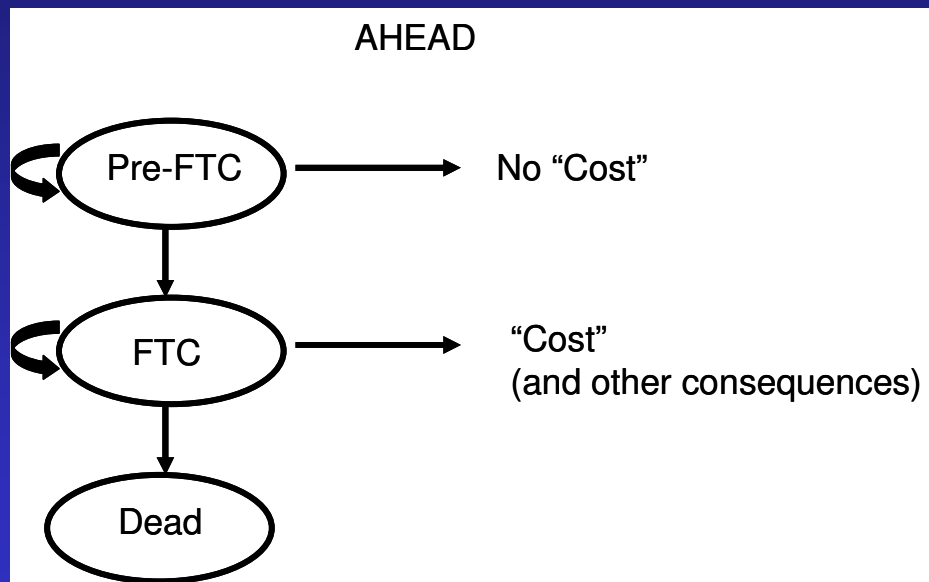 AHEAD
Pre-FTC
No “Cost”
FTC
“Cost”
(and other consequences)
Dead